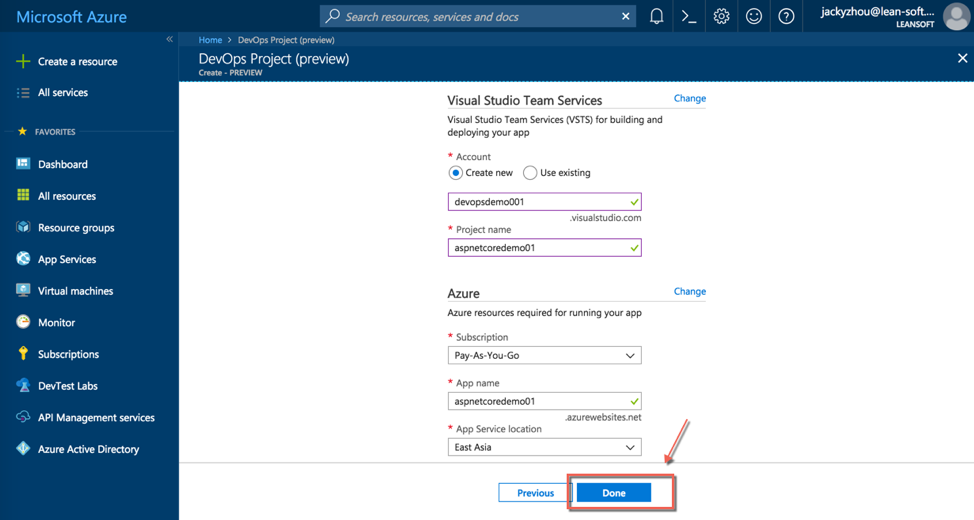 Microsoft Azure
Search resources, services and docs
jackyzhou@lean-soft....
LEANSOFT
Home > DevOps Project (preview)
DevOps Project (preview)
Create - PREVIEW
Create a resource
All services
FAVORITES
Dashboard
All resources
Resource groups
App Services
Virtual machines
Monitor
Subscriptions
DevTest Labs
API Management services
Azure Active Directory
Visual Studio Team Services Change
Visual Studio Team Services (VSTS) for building and
deploying your app
* Account
Create new Use existing
devopsdemo001
.visualstudio.com
* Project name
aspnetcoredemo01
Azure Change
Azure resources required for running your app
* Subscription
Pay-As-You-Go
* App name
aspnetcoredemo01
.azurewebsites.net
* App Service location
East Asia
Previous Done